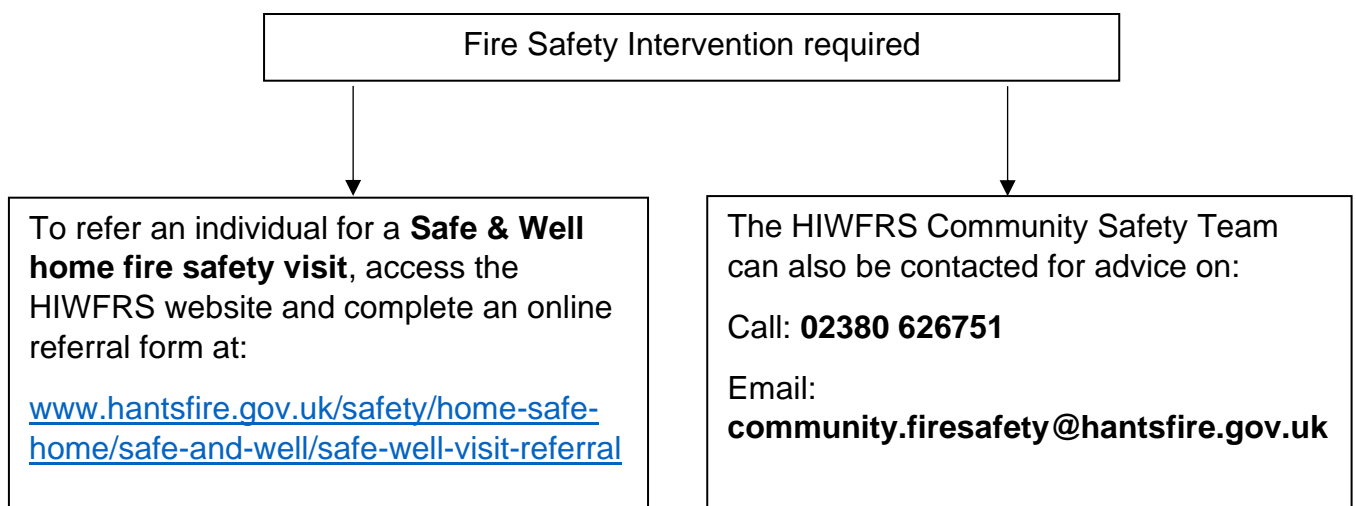 Fire Safety Intervention required
To refer an individual for a Safe & Well
home fire safety visit, access the
HIWFRS website and complete an online
referral form at:
www.hantsfire.gov.uk/safety/home-safe-
home/safe-and-well/safe-well-visit-referral
The HIWFRS Community Safety Team
can also be contacted for advice on:
Call: 02380 626751
Email:
community.firesafety@hantsfire.gov.uk